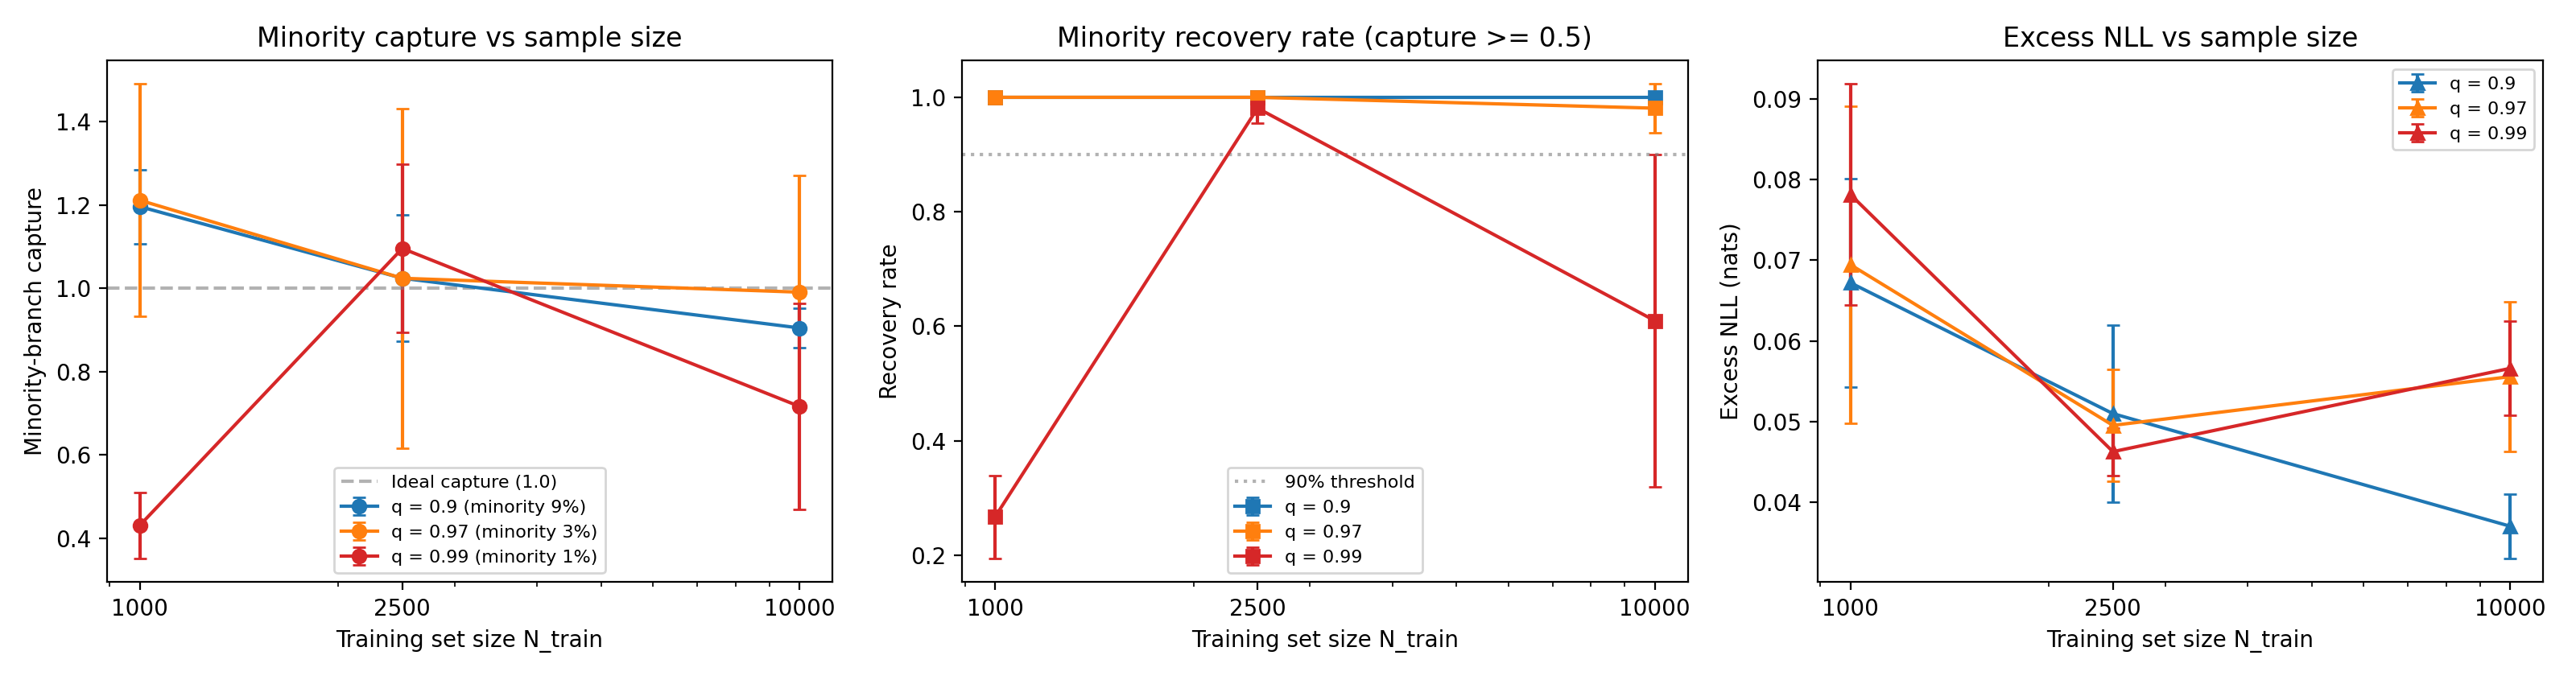 Minority capture vs sample size
Minority-branch capture
1.4
1.2
1.0
0.8
0.6
0.4
Ideal capture (1.0)
q = 0.9 (minority 9%)
q = 0.97 (minority 3%)
q = 0.99 (minority 1%)
1000
2500
10000
Training set size N_train
Minority recovery rate (capture >= 0.5)
Recovery rate
1.0
0.8
0.6
0.4
0.2
90% threshold
q = 0.9
q = 0.97
q = 0.99
1000
2500
10000
Training set size N_train
Excess NLL vs sample size
Excess NLL (nats)
0.09
0.08
0.07
0.06
0.05
0.04
q = 0.9
q = 0.97
q = 0.99
1000
2500
10000
Training set size N_train